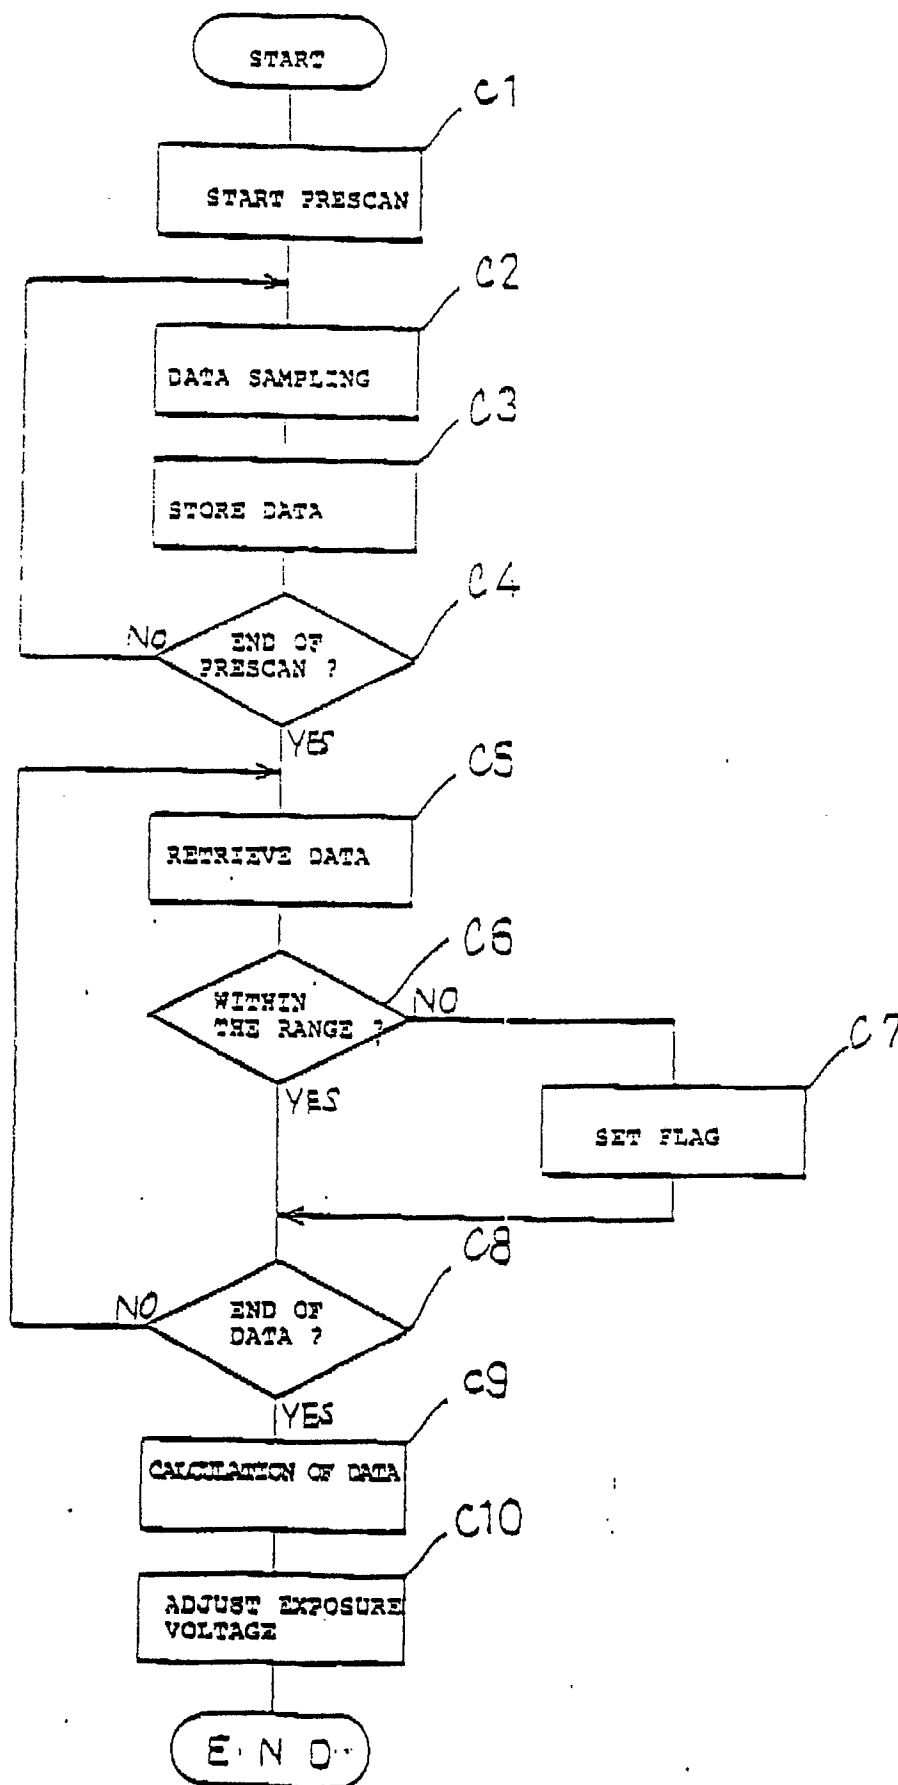 START
C1
START PRESCAN
C2
DATA SAMPLING
C3
STORE DATA
C4
END OF
PRESCAN ?
NO
YES
C5
RETRIEVE DATA
C6
WITHIN
THE RANGE ?
NO
YES
C7
SET FLAG
C8
END OF
DATA ?
NO
YES
C9
CALCULATION OF DATA
C10
ADJUST EXPOSURE
VOLTAGE
END